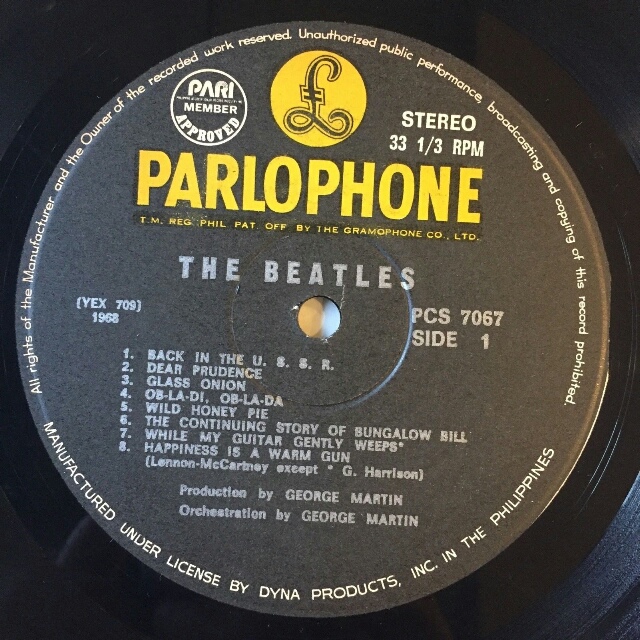 All rights of the Manufacturer and the Owner of the recorded work reserved. Unauthorized public performance, broadcasting and copying of this record prohibited.
PARI
MEMBER
APPROVED
£
STEREO
33 1/3 RPM
PARLOPHONE
T.M. REG. PHIL. PAT. OFF. BY THE GRAMOPHONE CO., LTD.
THE BEATLES
(YEX 709)
1968
PCS 7067
SIDE 1
1. BACK IN THE U. S. S. R.
2. DEAR PRUDENCE
3. GLASS ONION
4. OB-LA-DI, OB-LA-DA
5. WILD HONEY PIE
6. THE CONTINUING STORY OF BUNGALOW BILL
7. WHILE MY GUITAR GENTLY WEEPS*
8. HAPPINESS IS A WARM GUN
(Lennon-McCartney except * G. Harrison)
Production by GEORGE MARTIN
Orchestration by GEORGE MARTIN
MANUFACTURED UNDER LICENSE BY DYNA PRODUCTS, INC. IN THE PHILIPPINES